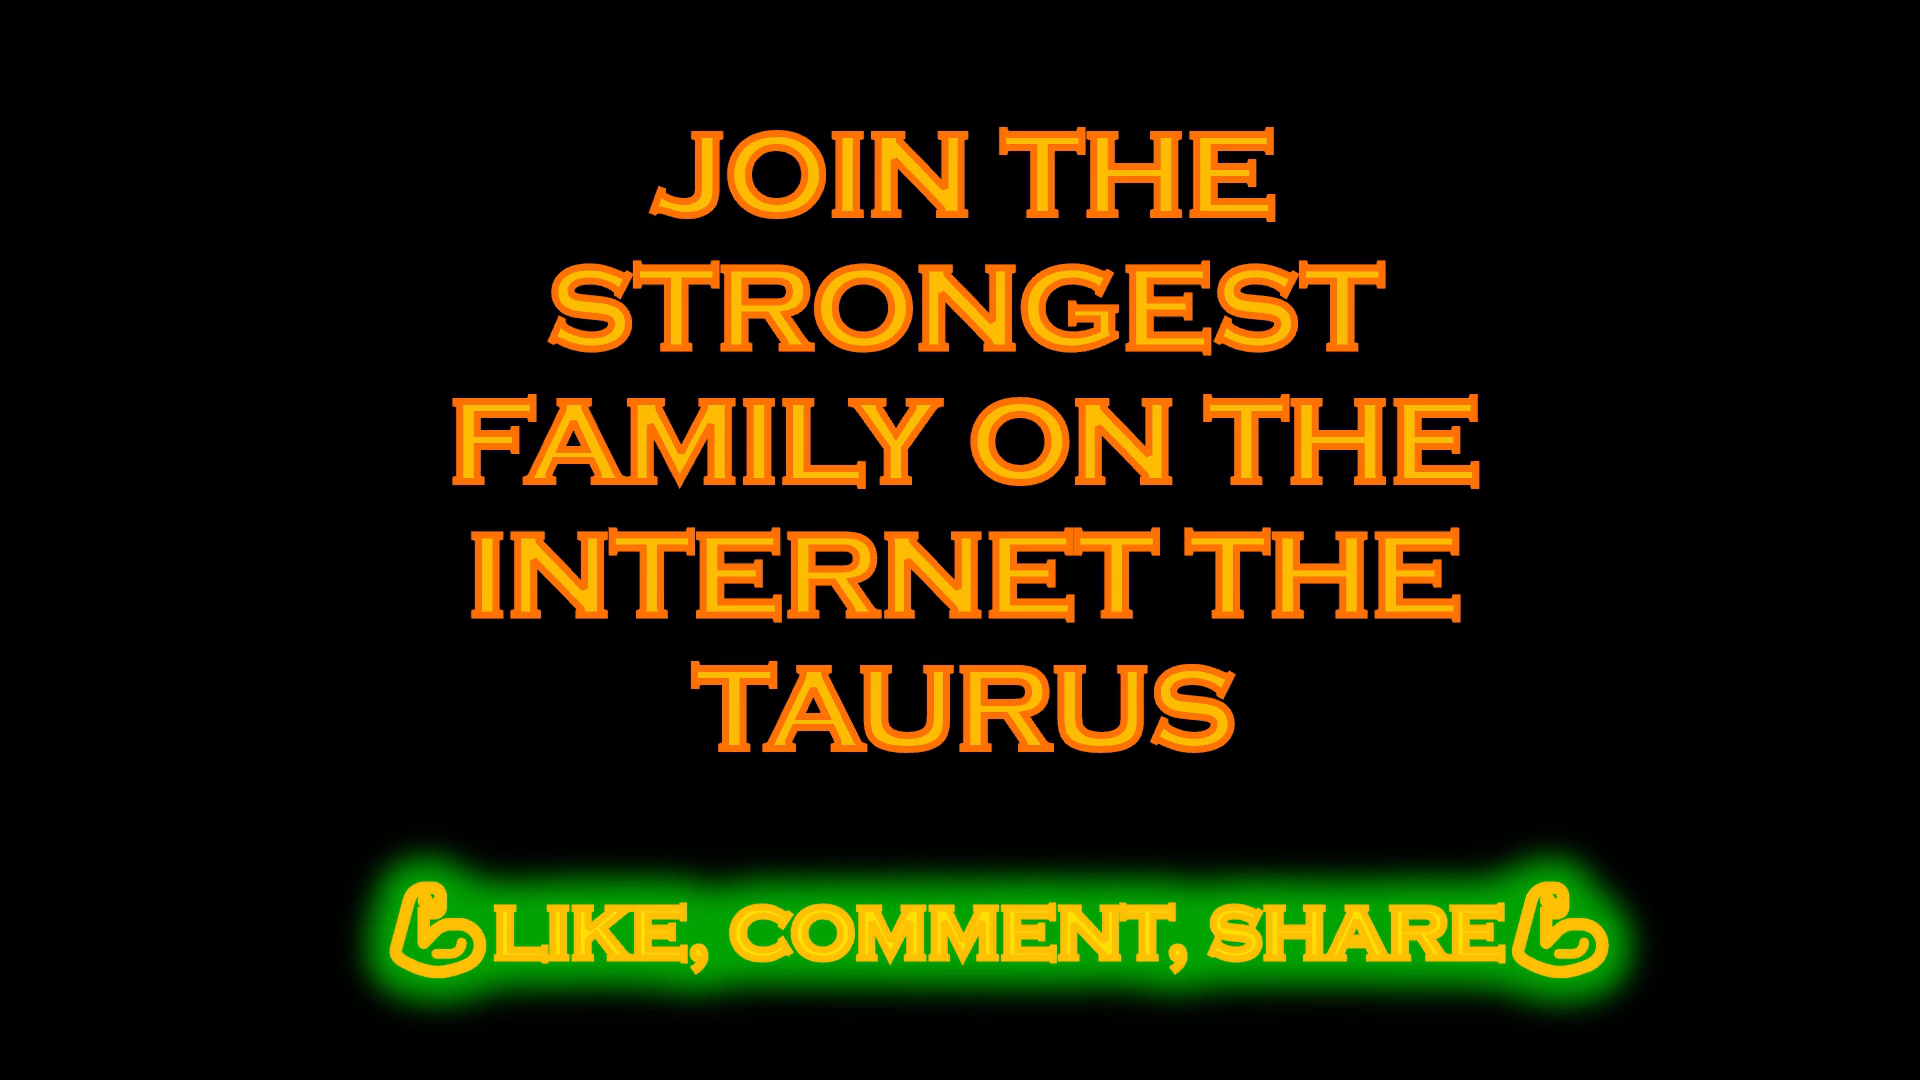 JOIN THE
STRONGEST
FAMILY ON THE
INTERNET THE
TAURUS
💪LIKE, COMMENT, SHARE💪